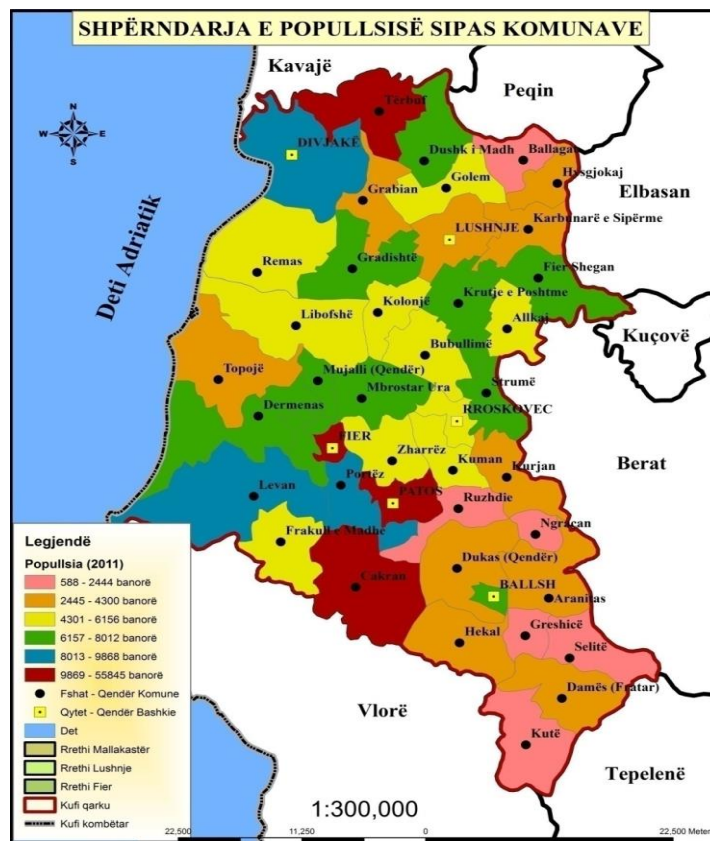 SHPËRNDARJA E POPULLSISË SIPAS KOMUNAVE
Kavajë
Peqin
N
W E
S
Tërbuf
DIVJAKË
Dushk i Madh
Ballagat
Hysgjokaj
Golem
Elbasan
Grabian
LUSHNJE
Karbunarë e Sipërme
Deti Adriatik
Remas
Gradishtë
Fier Shegan
Krutje e Poshtme
Kolonjë
Libofshë
Allkaj
Kuçovë
Bubullimë
Topojë
Mujalli (Qendër)
Strumë
Mbrostar Ura
Dermenas
RROSKOVEC
FIER
Zharrëz
Berat
Kuman
Kurjan
Portëz
Levan
PATOS
Ruzhdie
Ngraçan
Frakull e Madhe
Dukas (Qendër)
Cakran
BALLSH
Aranitas
Greshicë
Hekal
Selitë
Damës (Fratar)
Vlorë
Kutë
Tepelenë
Legjendë
Popullsia (2011)
588 - 2444 banorë
2445 - 4300 banorë
4301 - 6156 banorë
6157 - 8012 banorë
8013 - 9868 banorë
9869 - 55845 banorë
Fshat - Qendër Komune
Qytet - Qendër Bashkie
Det
Rrethi Mallakastër
Rrethi Lushnje
Rrethi Fier
Kufi qarku
Kufi kombëtar
1:300,000
22,500 11,250 0 22,500 Meter